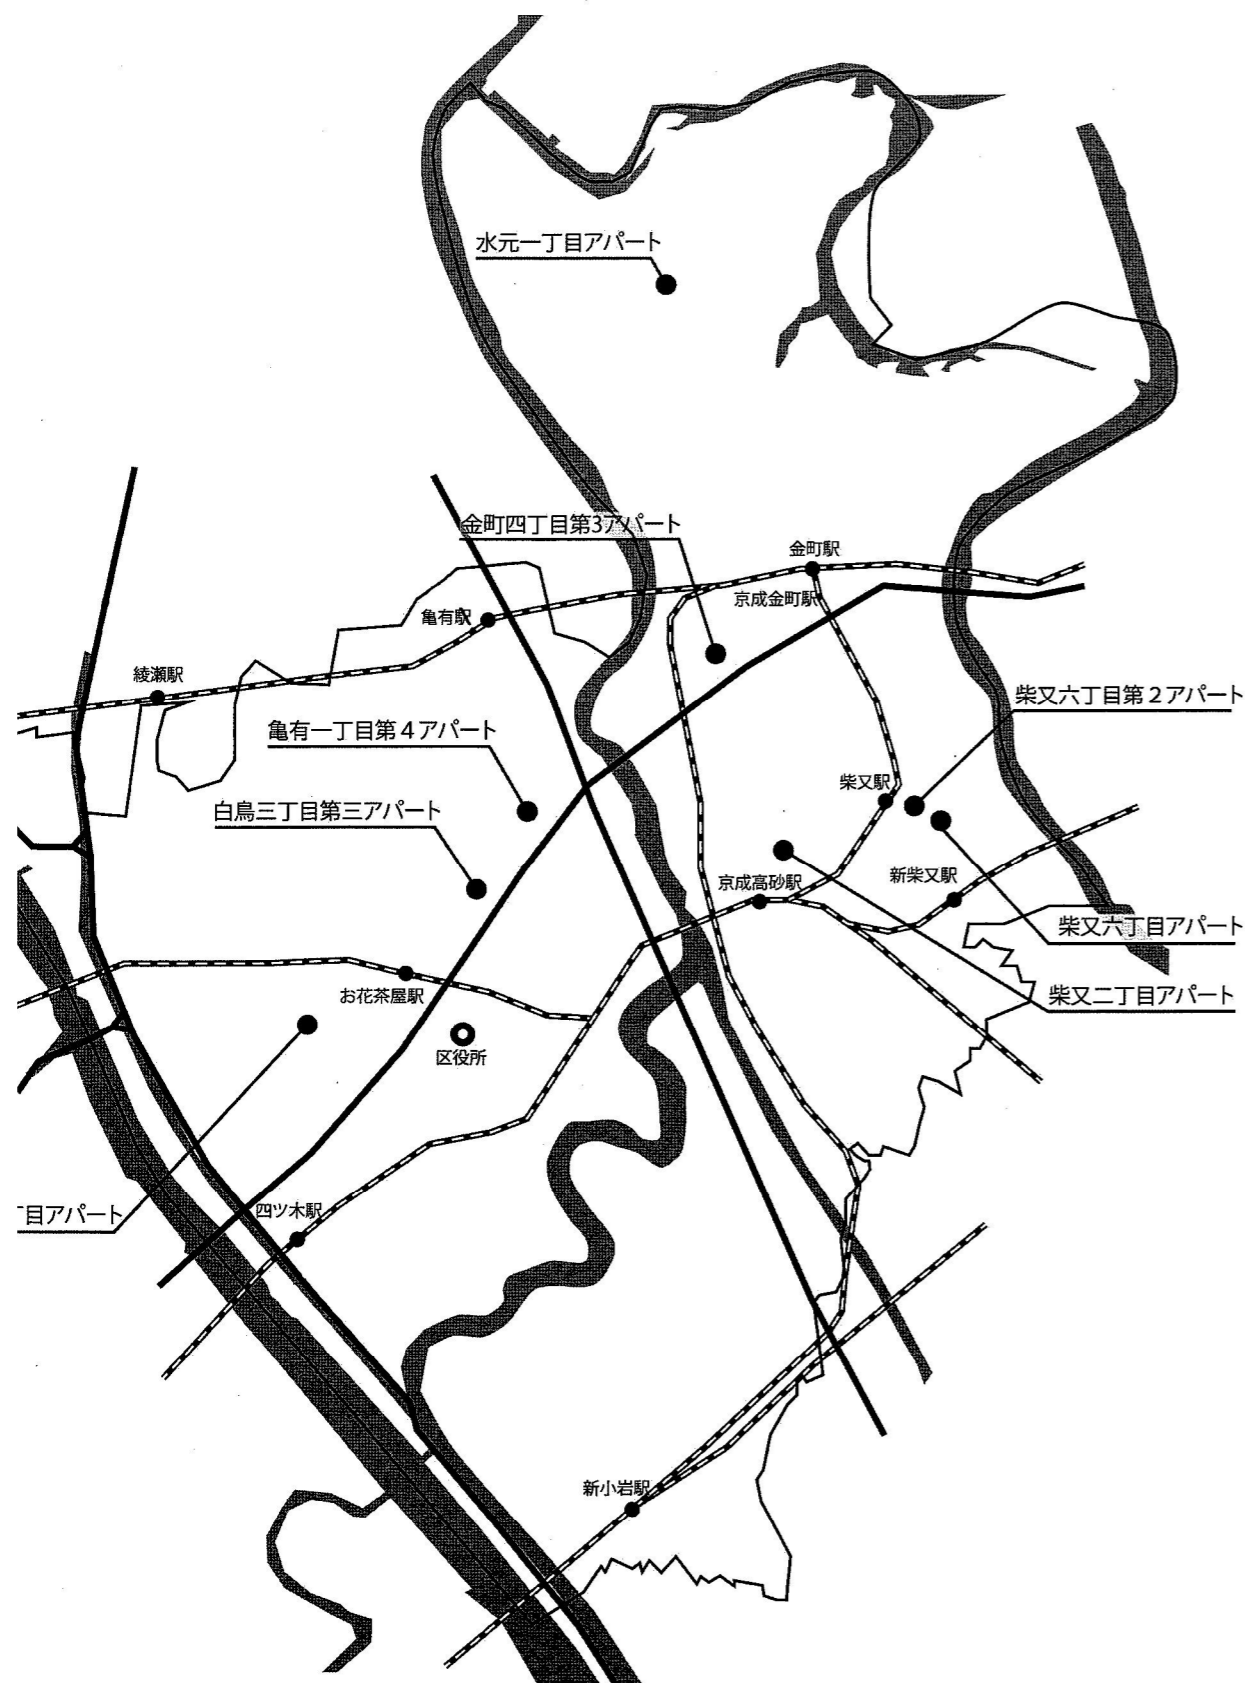 水元一丁目アパート
金町四丁目第3アパート
金町駅
京成金町駅
亀有駅
綾瀬駅
柴又六丁目第2アパート
亀有一丁目第4アパート
柴又駅
白鳥三丁目第三アパート
京成高砂駅
新柴又駅
柴又六丁目アパート
お花茶屋駅
柴又二丁目アパート
区役所
丁目アパート
四ツ木駅
新小岩駅